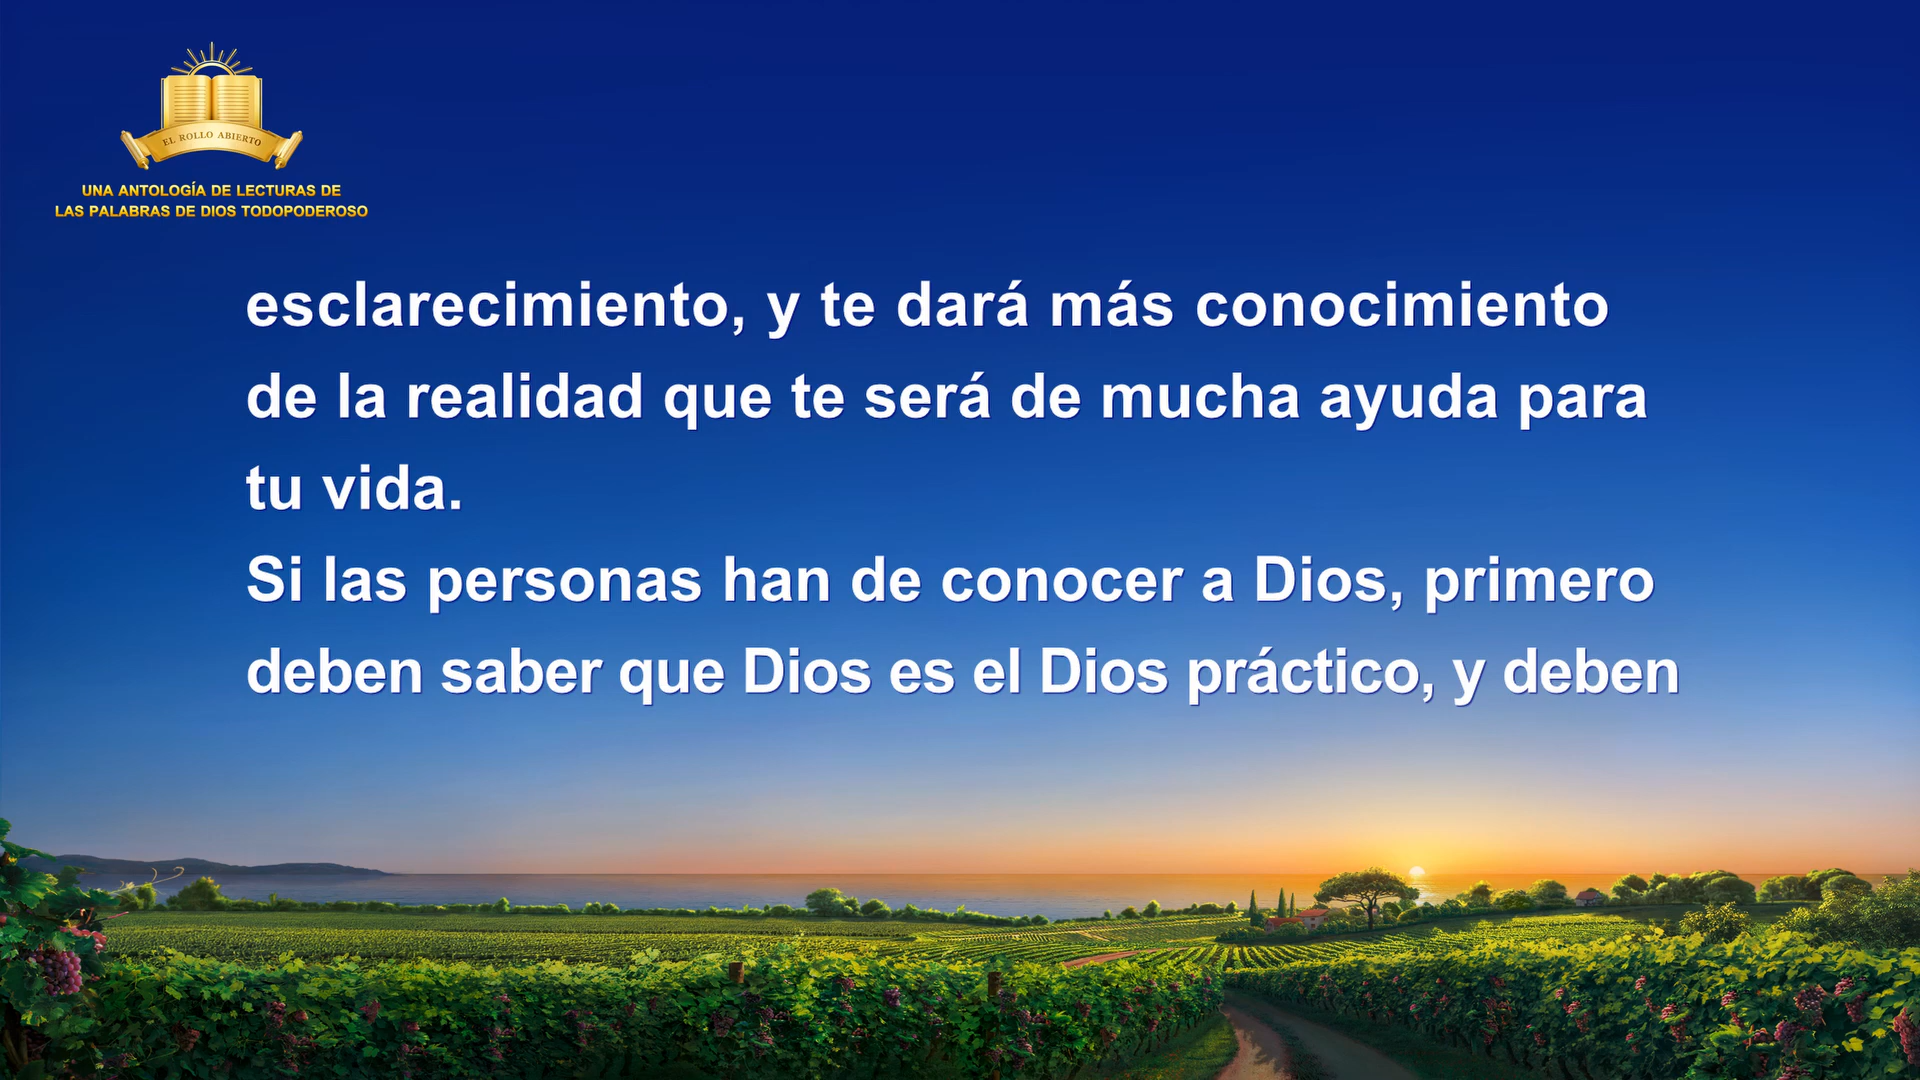 EL ROLLO ABIERTO
UNA ANTOLOGÍA DE LECTURAS DE
LAS PALABRAS DE DIOS TODOPODEROSO
esclarecimiento, y te dará más conocimiento
de la realidad que te será de mucha ayuda para
tu vida.
Si las personas han de conocer a Dios, primero
deben saber que Dios es el Dios práctico, y deben